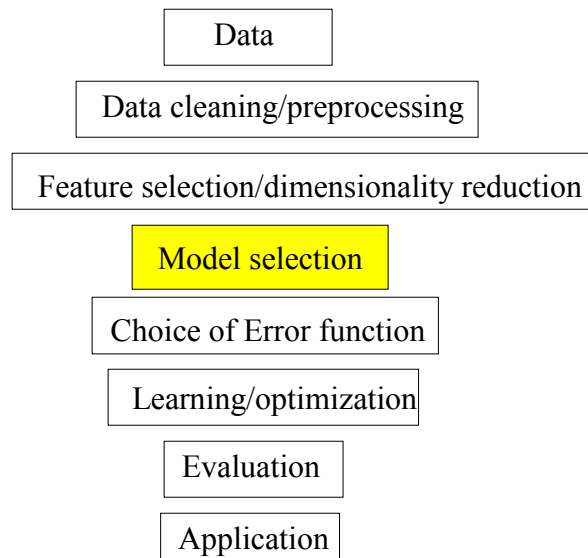 Data
Data cleaning/preprocessing
Feature selection/dimensionality reduction
Model selection
Choice of Error function
Learning/optimization
Evaluation
Application